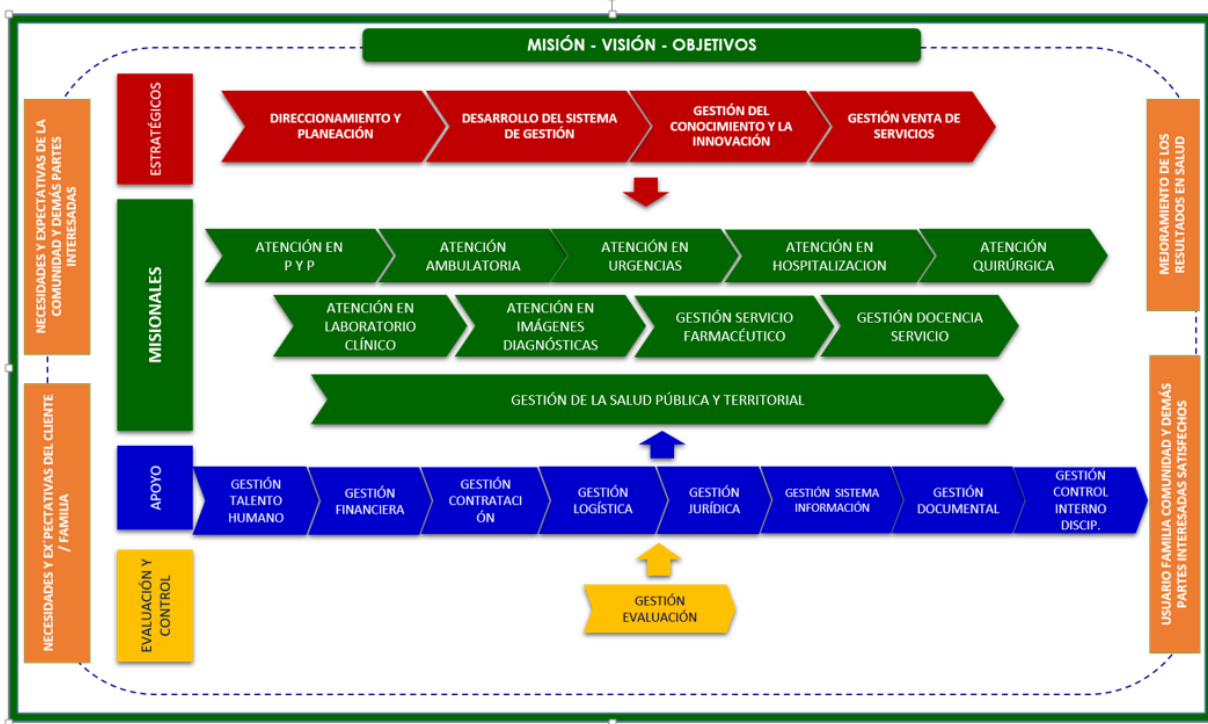 MISIÓN - VISIÓN - OBJETIVOS
NECESIDADES Y EXPECTATIVAS DE LA
COMUNIDAD Y DEMÁS PARTES
INTERESADAS
NECESIDADES Y EX´PECTATIVAS DEL CLIENTE
/ FAMILIA
ESTRATÉGICOS
DIRECCIONAMIENTO Y
PLANEACIÓN
DESARROLLO DEL SISTEMA
DE GESTIÓN
GESTIÓN DEL
CONOCIMIENTO Y LA
INNOVACIÓN
GESTIÓN VENTA DE
SERVICIOS
MISIONALES
ATENCIÓN EN
P Y P
ATENCIÓN
AMBULATORIA
ATENCIÓN EN
URGENCIAS
ATENCIÓN EN
HOSPITALIZACION
ATENCIÓN
QUIRÚRGICA
ATENCIÓN EN
LABORATORIO
CLÍNICO
ATENCIÓN EN
IMÁGENES
DIAGNÓSTICAS
GESTIÓN SERVICIO
FARMACÉUTICO
GESTIÓN DOCENCIA
SERVICIO
GESTIÓN DE LA SALUD PÚBLICA Y TERRITORIAL
APOYO
GESTIÓN
TALENTO
HUMANO
GESTIÓN
FINANCIERA
GESTIÓN
CONTRATACI
ÓN
GESTIÓN
LOGÍSTICA
GESTIÓN
JURÍDICA
GESTIÓN SISTEMA
INFORMACIÓN
GESTIÓN
DOCUMENTAL
GESTIÓN
CONTROL
INTERNO
DISCIP.
EVALUACIÓN Y
CONTROL
GESTIÓN
EVALUACIÓN
MEJORAMIENTO DE LOS
RESULTADOS EN SALUD
USUARIO FAMILIA COMUNIDAD Y DEMÁS
PARTES INTERESADAS SATISFECHOS